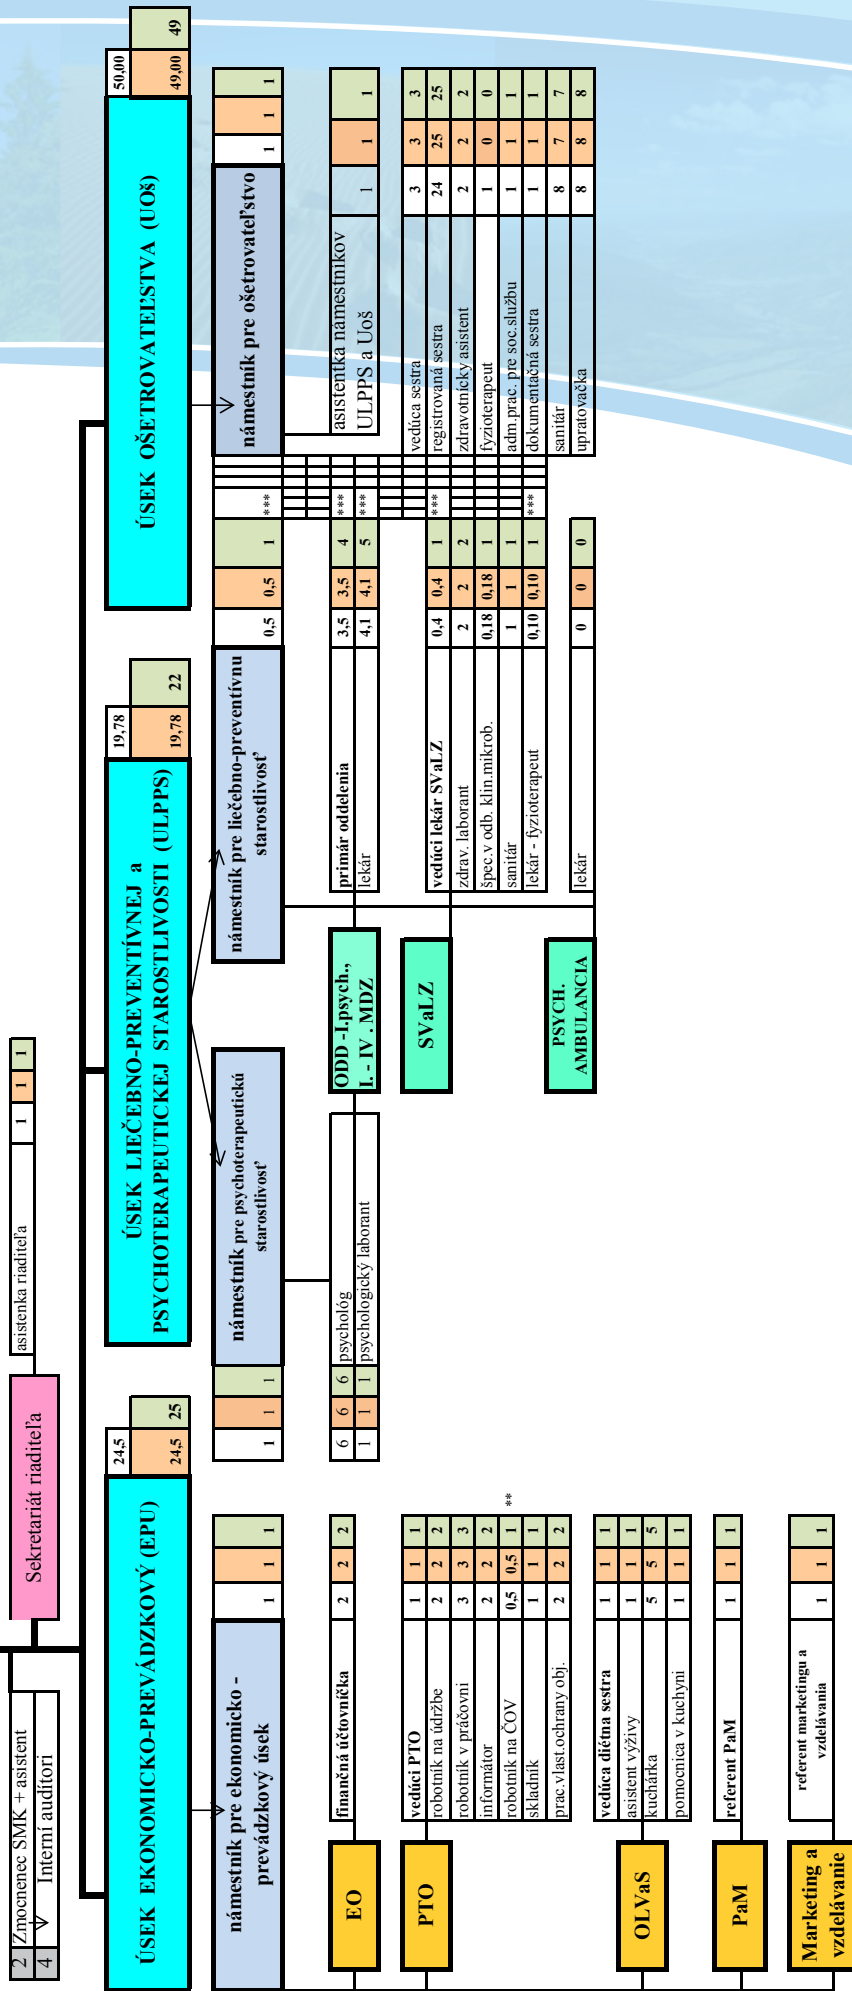 2 Zmocnenec SMK + asistent
4 Interní audítori
Sekretariát riaditeľa
asistenka riaditeľa 1 1 1
ÚSEK EKONOMICKO-PREVÁDZKOVÝ (EPU)
24,5
24,5 25
ÚSEK LIEČEBNO-PREVENTÍVNEJ a
PSYCHOTERAPEUTICKEJ STAROSTLIVOSTI (ULPPS)
19,78
19,78 22
ÚSEK OŠETROVATEĽSTVA (UOš)
50,00
49,00 49
námestník pre ekonomicko -
prevádzkový úsek
1 1 1
1 1 1
námestník pre psychoterapeutickú
starostlivosť
námestník pre liečebno-preventívnu
starostlivosť
0,5 0,5 1 ***
námestník pre ošetrovateľstvo
1 1 1
EO
finančná účtovníčka 2 2 2
6 6 6 psychológ
1 1 1 psychologický laborant
ODD -I.psych.,
I. - IV . MDZ
primár oddelenia 3,5 3,5 4 ***
lekár 4,1 4,1 5 ***
asistentka námestnikov
ULPPS a Uoš 1 1 1
PTO
vedúci PTO 1 1 1
robotník na údržbe 2 2 2
robotník v práčovni 3 3 3
informátor 2 2 2
robotník na ČOV 0,5 0,5 1 **
skladník 1 1 1
prac.vlast.ochrany obj. 2 2 2
SVaLZ
vedúci lekár SVaLZ 0,4 0,4 1 ***
zdrav. laborant 2 2 2
špec.v odb. klin.mikrob. 0,18 0,18 1
sanitár 1 1 1
lekár - fyzioterapeut 0,10 0,10 1 ***
vedúca sestra 3 3 3
registrovaná sestra 24 25 25
zdravotnícky asistent 2 2 2
fyzioterapeut 1 0 0
adm.prac. pre soc.službu 1 1 1
dokumentačná sestra 1 1 1
sanitár 8 7 7
upratovačka 8 8 8
PSYCH.
AMBULANCIA
lekár 0 0 0
OLVaS
vedúca diétna sestra 1 1 1
asistent výživy 1 1 1
kuchárka 5 5 5
pomocnica v kuchyni 1 1 1
PaM
referent PaM 1 1 1
Marketing a
vzdelávanie
referent marketingu a
vzdelávania
1 1 1